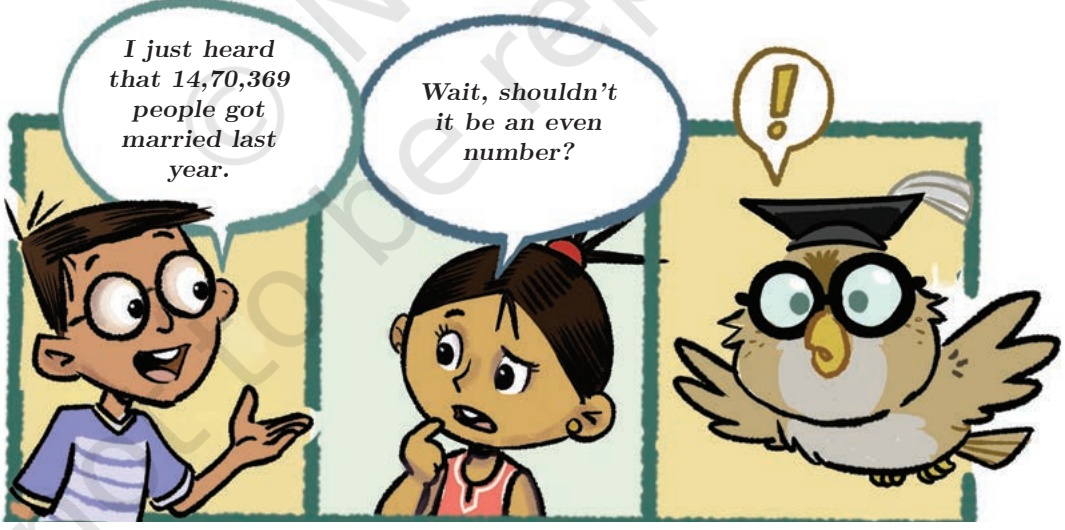 I just heard
that 14,70,369
people got
married last
year.
Wait, shouldn't
it be an even
number?
!